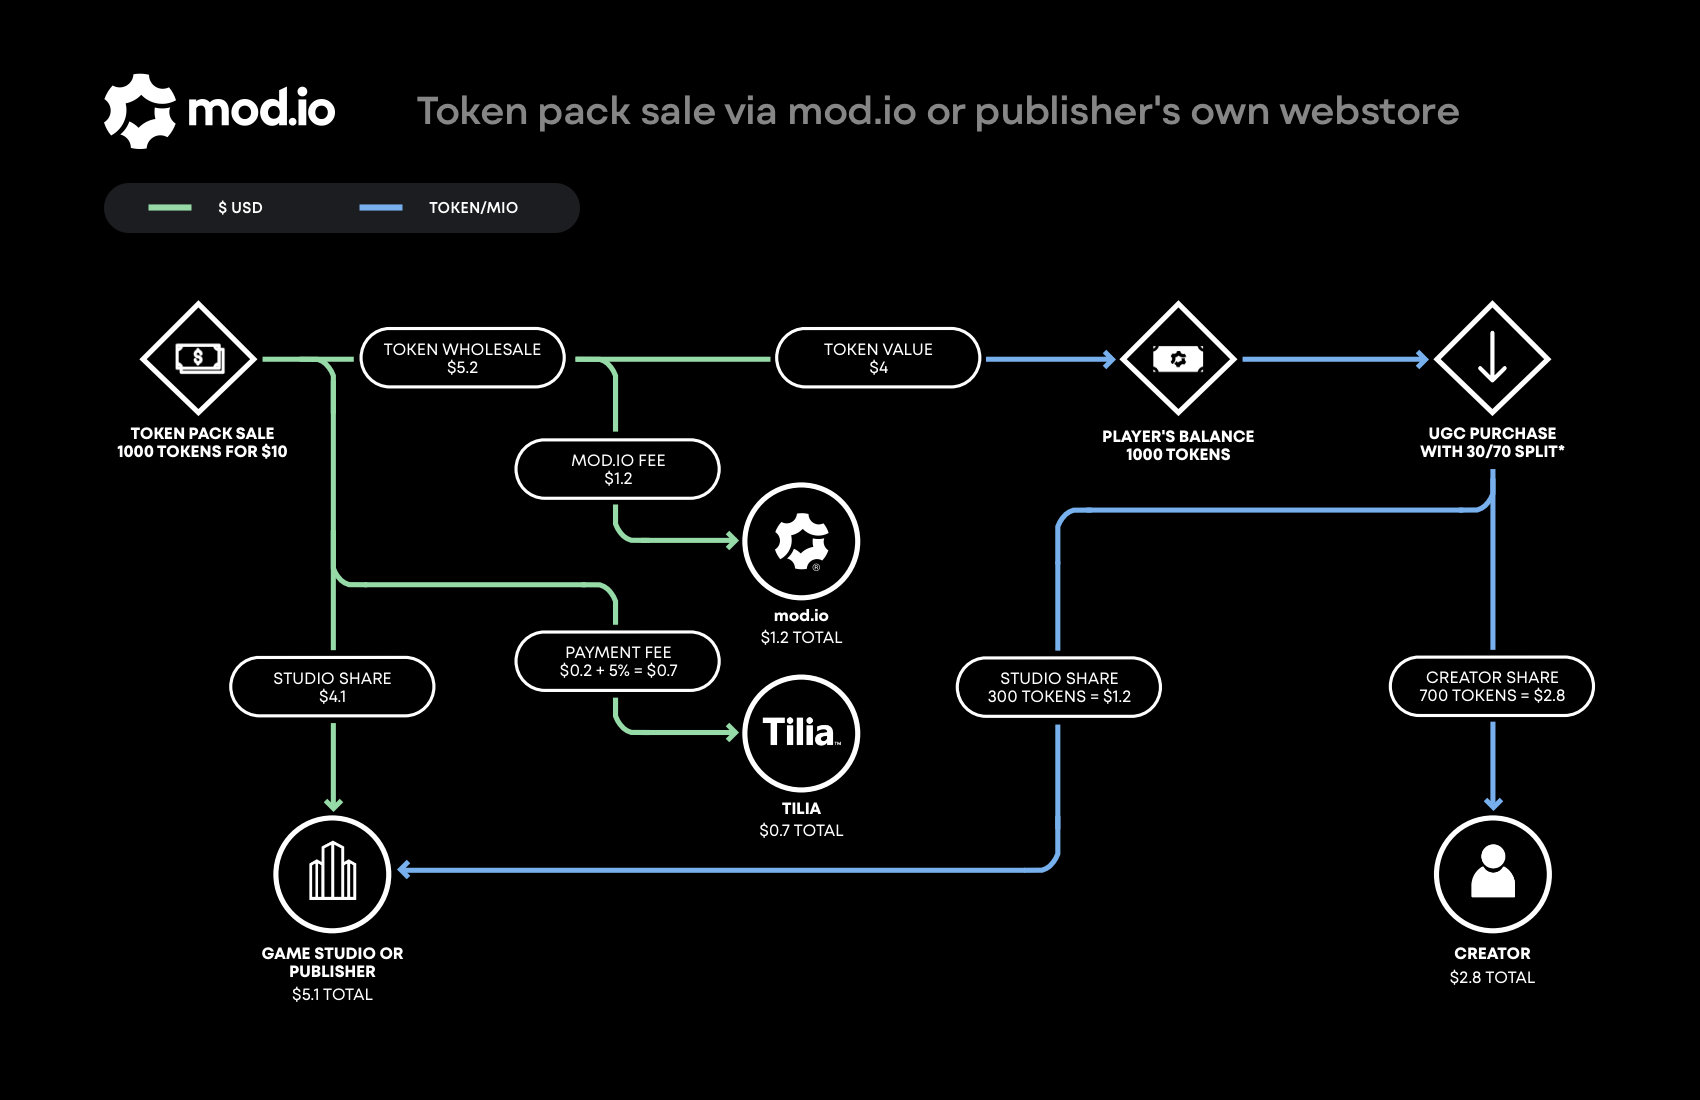 mod.io
Token pack sale via mod.io or publisher's own webstore
$ USD
TOKEN/MIO
$
TOKEN PACK SALE
1000 TOKENS FOR $10
TOKEN WHOLESALE
$5.2
TOKEN VALUE
$4
PLAYER'S BALANCE
1000 TOKENS
UGC PURCHASE
WITH 30/70 SPLIT*
MOD.IO FEE
$1.2
®
mod.io
$1.2 TOTAL
PAYMENT FEE
$0.2 + 5% = $0.7
Tilia™
TILIA
$0.7 TOTAL
STUDIO SHARE
$4.1
STUDIO SHARE
300 TOKENS = $1.2
CREATOR SHARE
700 TOKENS = $2.8
GAME STUDIO OR
PUBLISHER
$5.1 TOTAL
CREATOR
$2.8 TOTAL